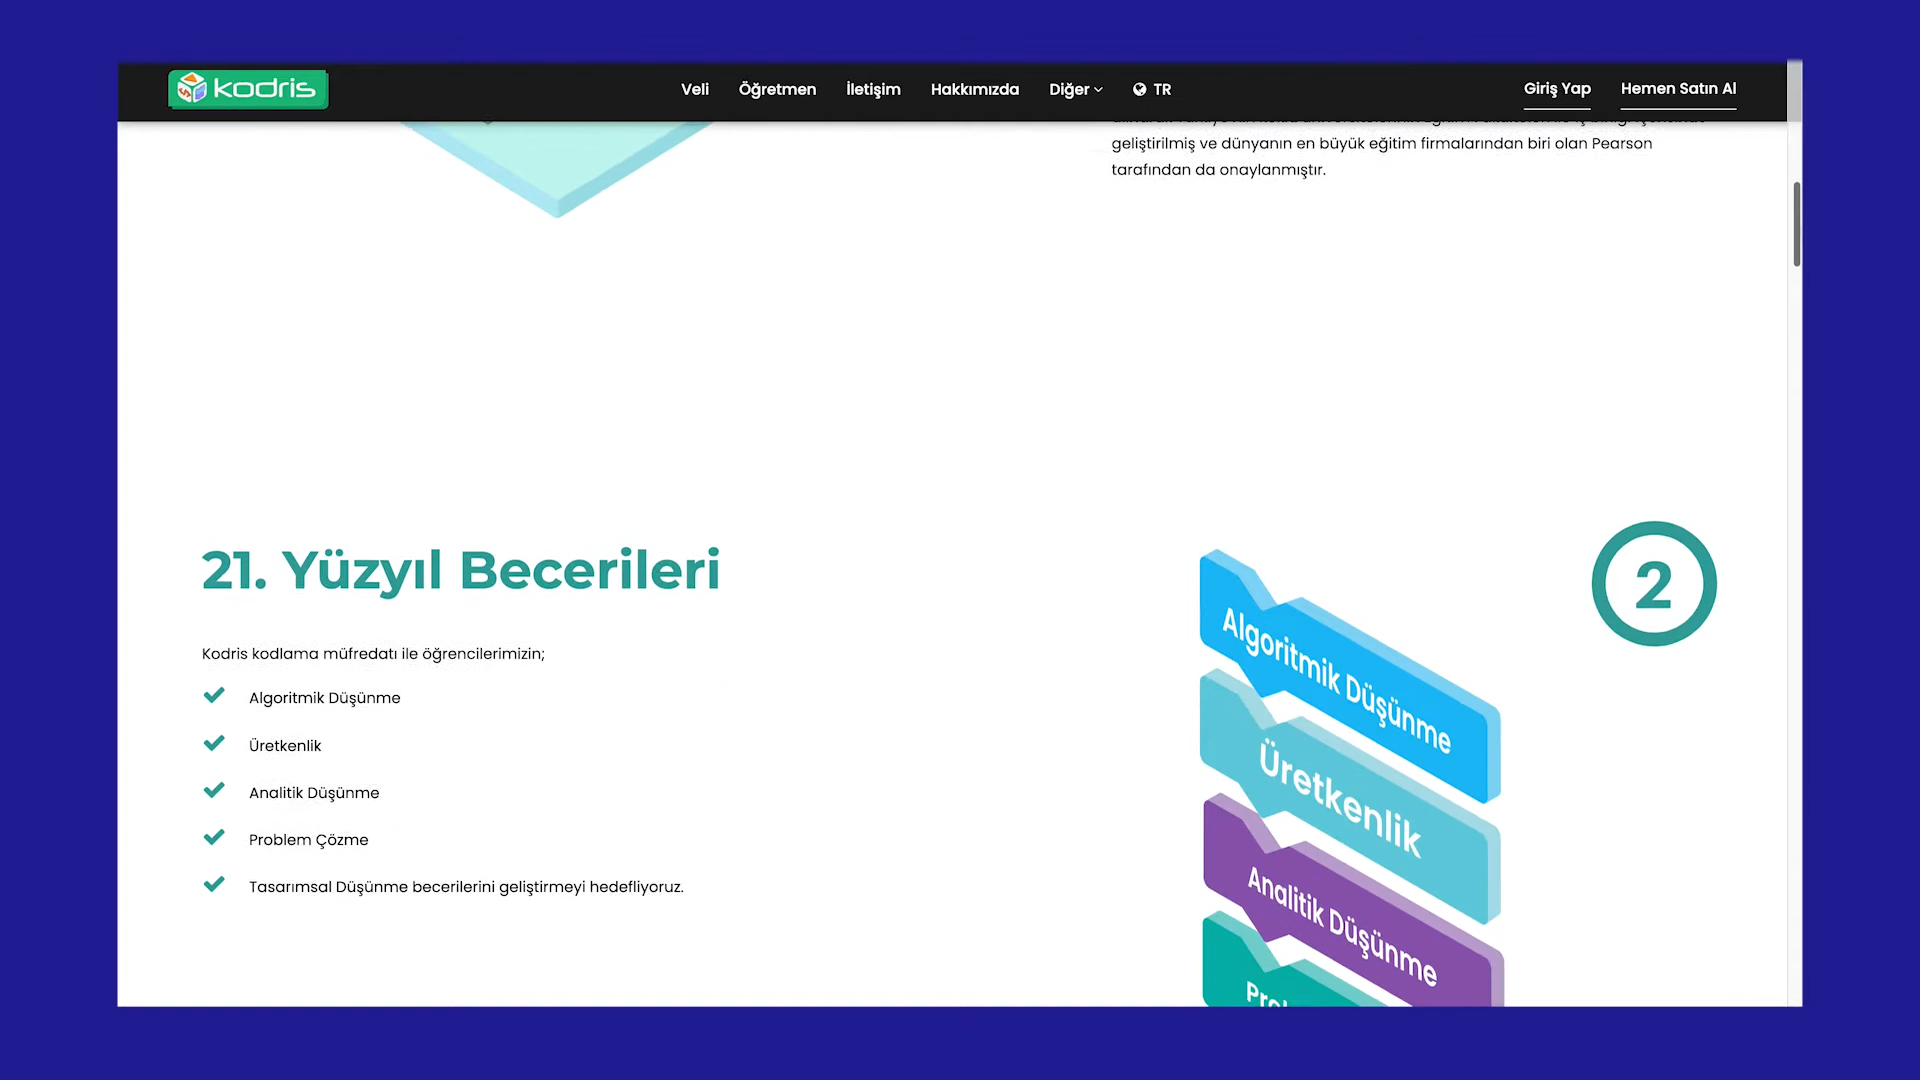 kodris
Veli
Öğretmen
İletişim
Hakkımızda
Diğer
TR
Giriş Yap
Hemen Satın Al
geliştirilmiş ve dünyanın en büyük eğitim firmalarından biri olan Pearson
tarafından da onaylanmıştır.
21. Yüzyıl Becerileri
Kodris kodlama müfredatı ile öğrencilerimizin;
Algoritmik Düşünme
Üretkenlik
Analitik Düşünme
Problem Çözme
Tasarımsal Düşünme becerilerini geliştirmeyi hedefliyoruz.
2
Algoritmik Düşünme
Üretkenlik
Analitik Düşünme